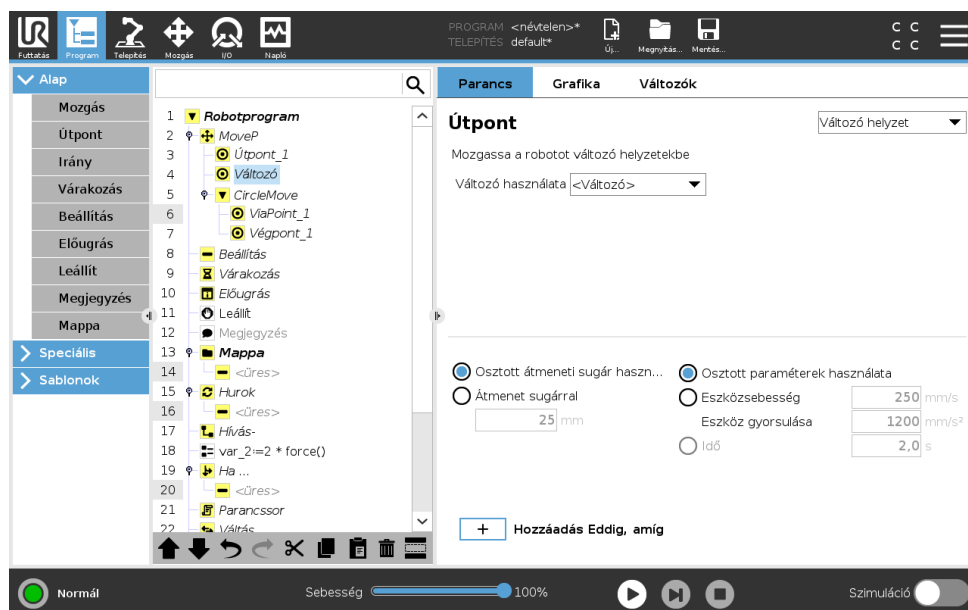 PROGRAM <névtelen>*
TELEPÍTÉS default*
Futtatás Program Telepítés Mozgás I/O Napló Új... Megnyitás... Mentés...
C C
C C
Alap
Mozgás
Útpont
Irány
Várakozás
Beállítás
Előugrás
Leállít
Megjegyzés
Mappa
Speciális
Sablonok
1 Robotprogram
2 MoveP
3 Útpont_1
4 Változó
5 CircleMove
6 ViaPoint_1
7 Végpont_1
8 Beállítás
9 Várakozás
10 Előugrás
11 Leállít
12 Megjegyzés
13 Mappa
14 <üres>
15 Hurok
16 <üres>
17 Hívás-
18 var_2:=2 * force()
19 Ha ...
20 <üres>
21 Parancssor
22 Váltás
Parancs Grafika Változók
Útpont
Változó helyzet
Mozgassa a robotot változó helyzetekbe
Változó használata <Változó>
Osztott átmeneti sugár haszn...
Átmenet sugárral
25 mm
Osztott paraméterek használata
Eszközsebesség 250 mm/s
Eszköz gyorsulása 1200 mm/s²
Idő 2,0 s
+ Hozzáadás Eddig, amíg
Normál
Sebesség 100%
Szimuláció